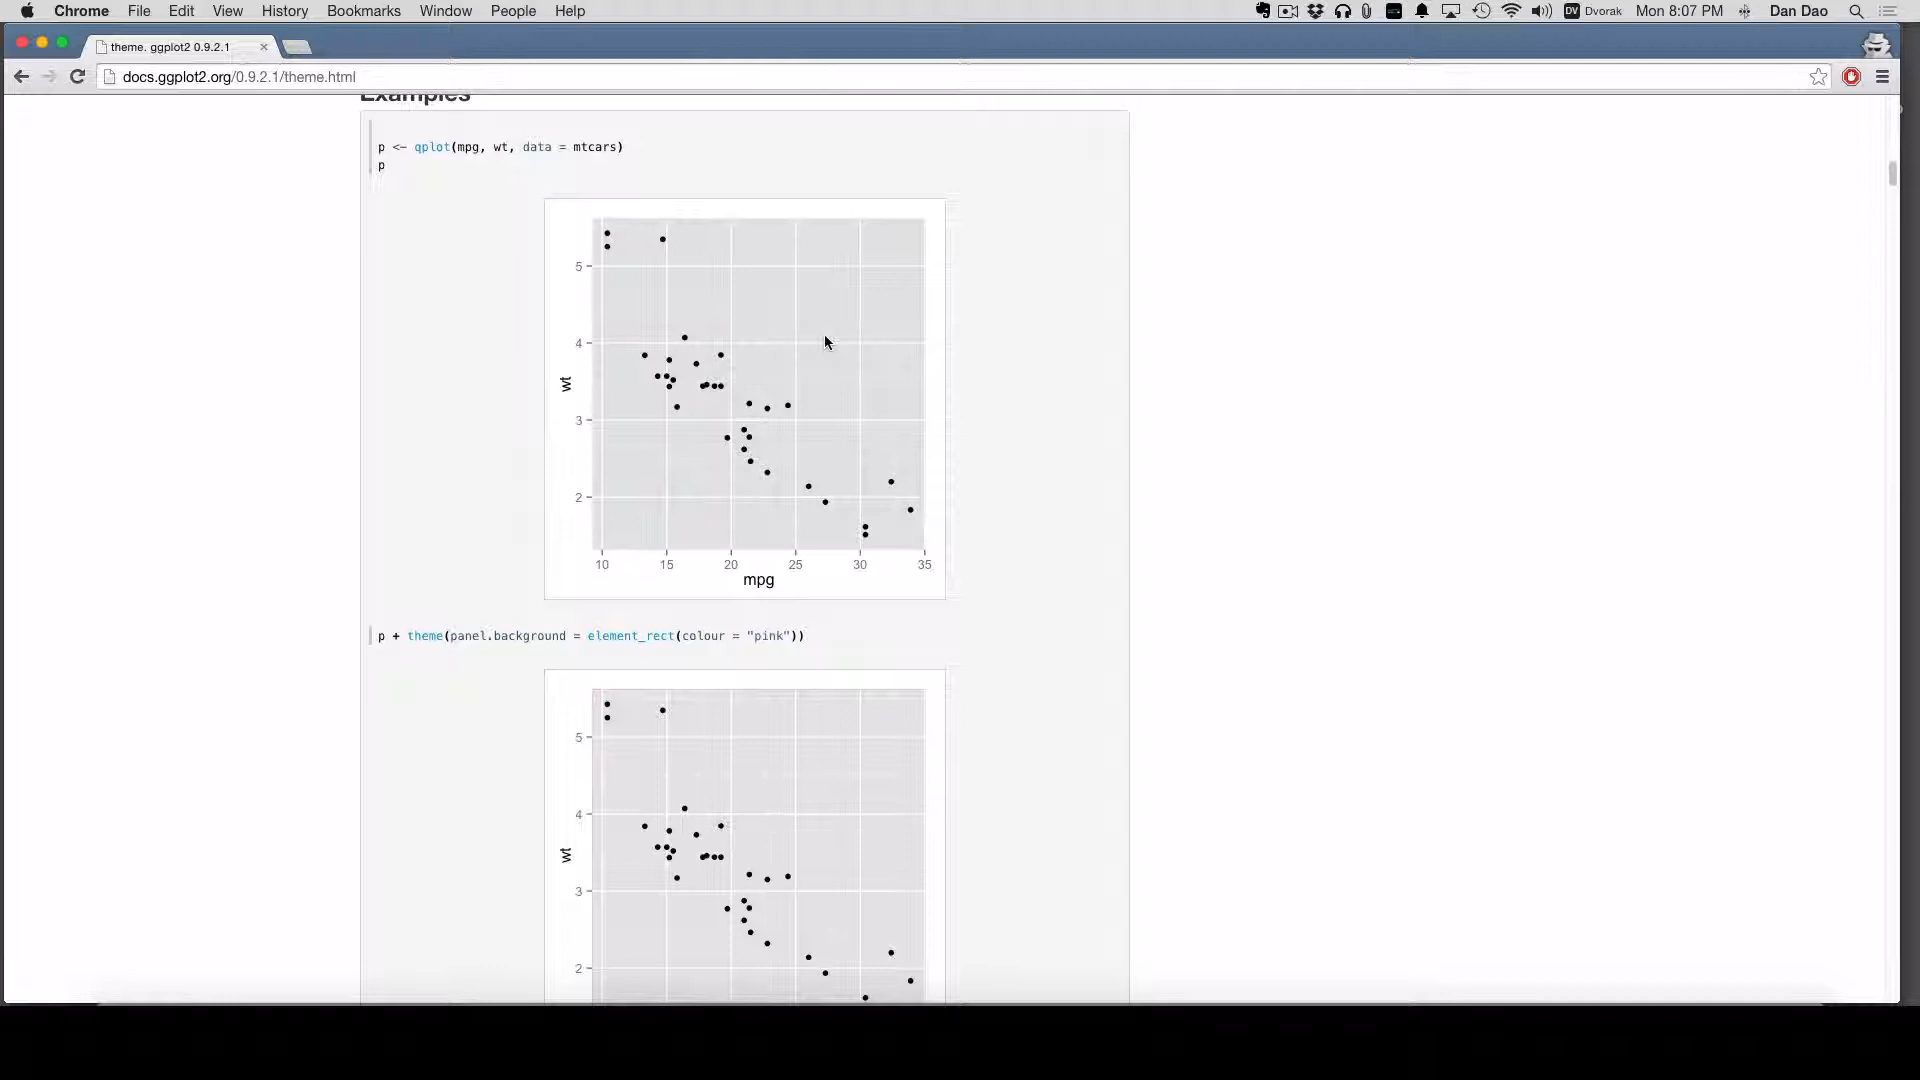 Chrome File Edit View History Bookmarks Window People Help DV Dvorak Mon 8:07 PM Dan Dao
theme. ggplot2 0.9.2.1
docs.ggplot2.org/0.9.2.1/theme.html
Examples
p <- qplot(mpg, wt, data = mtcars)
p
5
4
wt
3
2
10 15 20 25 30 35
mpg
p + theme(panel.background = element_rect(colour = "pink"))
5
4
wt
3
2